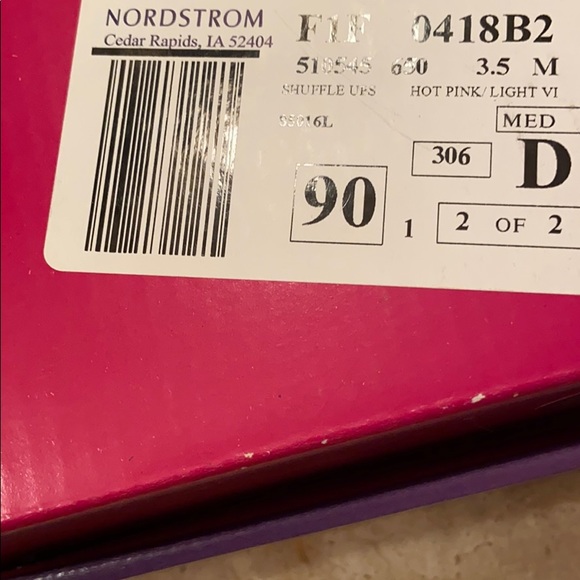 NORDSTROM
Cedar Rapids, IA 52404
F1F 0418B2
3.5 M
SHUFFLE UPS HOT PINK/ LIGHT VI
MED
306 D
90 1 2 OF 2